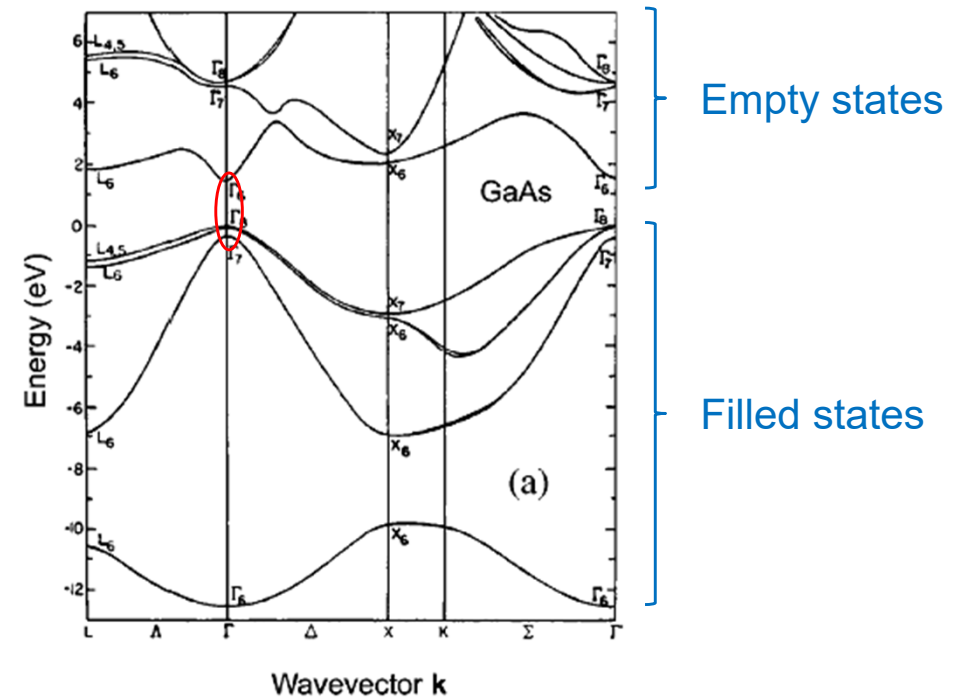 6
L4,5
L6
Γ8
Γ7
Γ8
Γ7
Empty states
4
X7
2
L6
X6
GaAs
Γ6
Γ6
0
Γ8
Γ8
L4,5
L6
Γ7
Γ7
-2
X7
X6
-4
Energy (eV)
Filled states
-6
L6
X6
-8
(a)
-10
L6
X6
-12
Γ6
Γ6
L Λ Γ Δ X K Σ Γ
Wavevector k